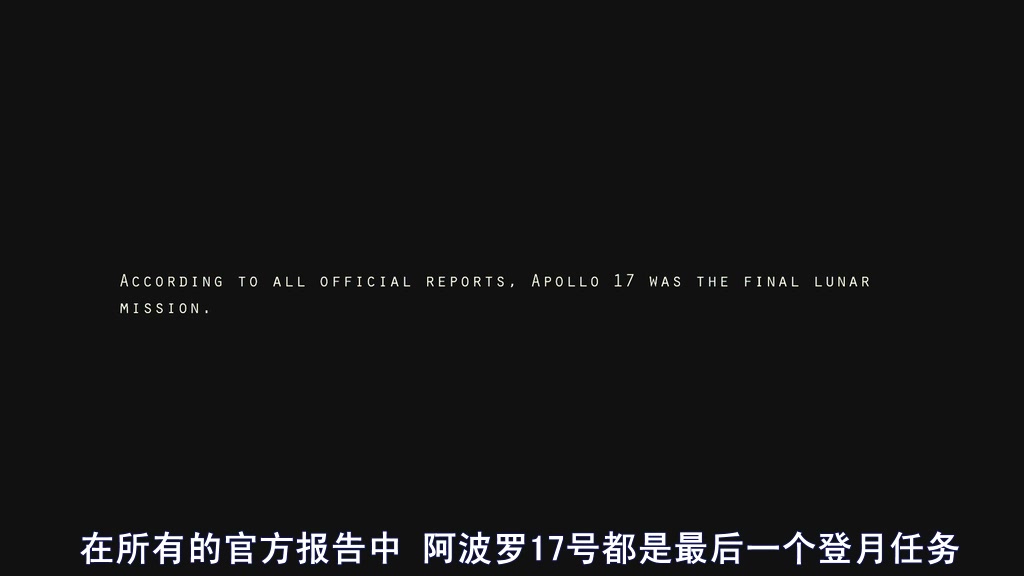 According to all official reports, Apollo 17 was the final lunar
mission.
在所有的官方报告中 阿波罗17号都是最后一个登月任务